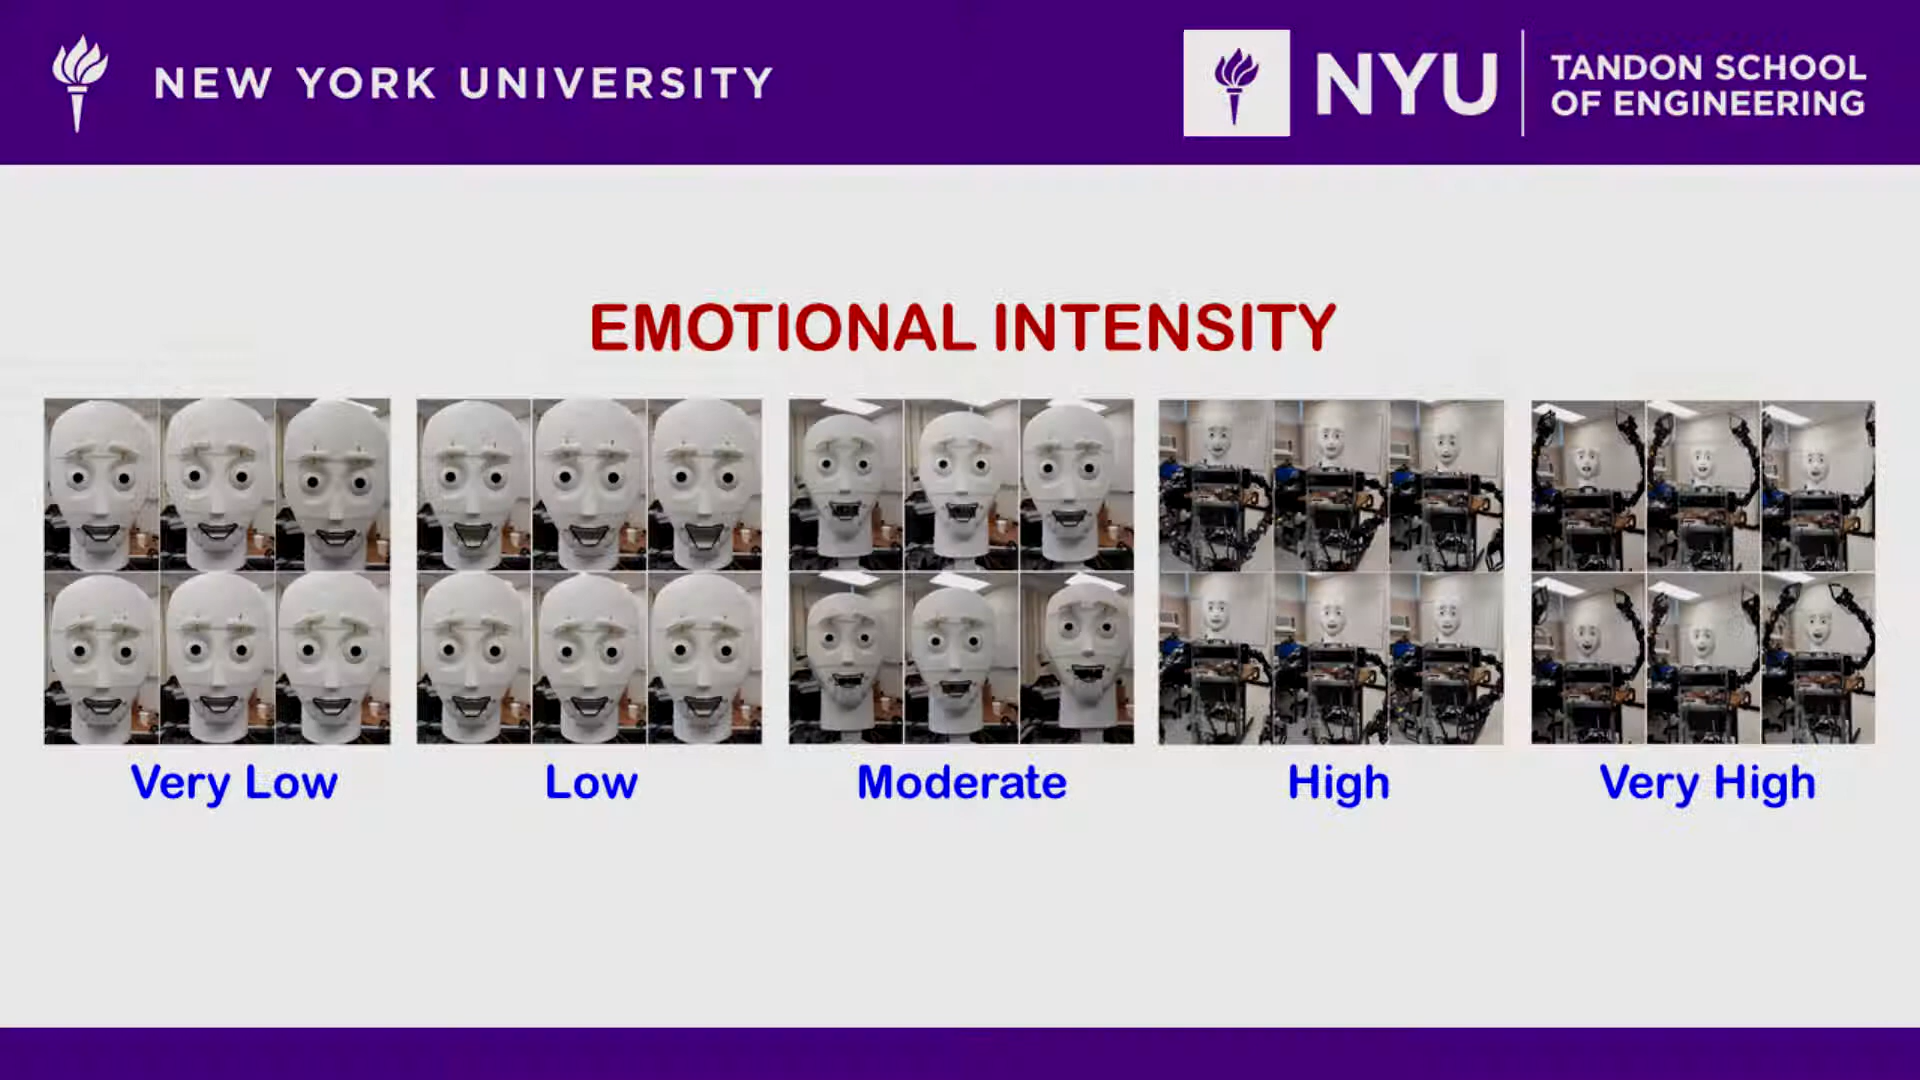 NEW YORK UNIVERSITY
NYU
TANDON SCHOOL
OF ENGINEERING
EMOTIONAL INTENSITY
Very Low
Low
Moderate
High
Very High